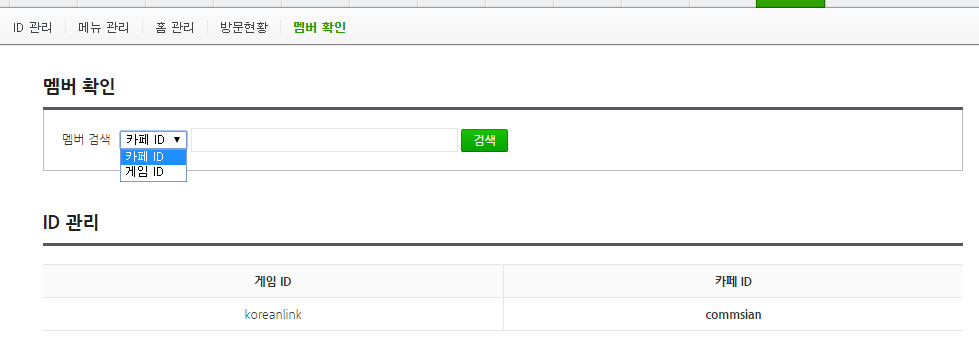 ID 관리 메뉴 관리 홈 관리 방문현황 멤버 확인
멤버 확인
멤버 검색 카페 ID ▼ 검색
카페 ID
게임 ID
ID 관리
게임 ID 카페 ID
koreanlink commsian